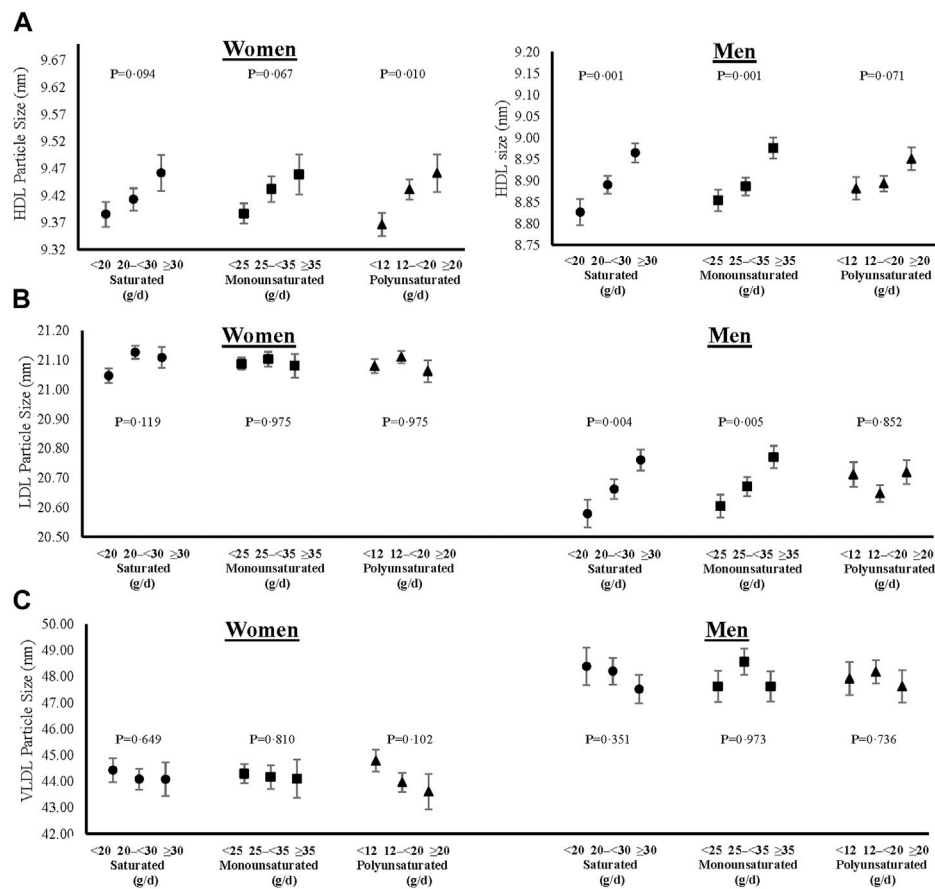 A
Women
Men
HDL Particle Size (nm)
9.67
9.62
9.57
9.52
9.47
9.42
9.37
9.32
P=0·094
P=0·067
P=0·010
<20 20–<30 ≥30
Saturated
(g/d)
<25 25–<35 ≥35
Monounsaturated
(g/d)
<12 12–<20 ≥20
Polyunsaturated
(g/d)
HDL size (nm)
9.20
9.15
9.10
9.05
9.00
8.95
8.90
8.85
8.80
8.75
P=0·001
P=0·001
P=0·071
<20 20–<30 ≥30
Saturated
(g/d)
<25 25–<35 ≥35
Monounsaturated
(g/d)
<12 12–<20 ≥20
Polyunsaturated
(g/d)
B
Women
Men
LDL Particle Size (nm)
21.20
21.10
21.00
20.90
20.80
20.70
20.60
20.50
P=0·119
P=0·975
P=0·975
P=0·004
P=0·005
P=0·852
<20 20–<30 ≥30
Saturated
(g/d)
<25 25–<35 ≥35
Monounsaturated
(g/d)
<12 12–<20 ≥20
Polyunsaturated
(g/d)
<20 20–<30 ≥30
Saturated
(g/d)
<25 25–<35 ≥35
Monounsaturated
(g/d)
<12 12–<20 ≥20
Polyunsaturated
(g/d)
C
Women
Men
VLDL Particle Size (nm)
50.00
49.00
48.00
47.00
46.00
45.00
44.00
43.00
42.00
P=0·649
P=0·810
P=0·102
P=0·351
P=0·973
P=0·736
<20 20–<30 ≥30
Saturated
(g/d)
<25 25–<35 ≥35
Monounsaturated
(g/d)
<12 12–<20 ≥20
Polyunsaturated
(g/d)
<20 20–<30 ≥30
Saturated
(g/d)
<25 25–<35 ≥35
Monounsaturated
(g/d)
<12 12–<20 ≥20
Polyunsaturated
(g/d)